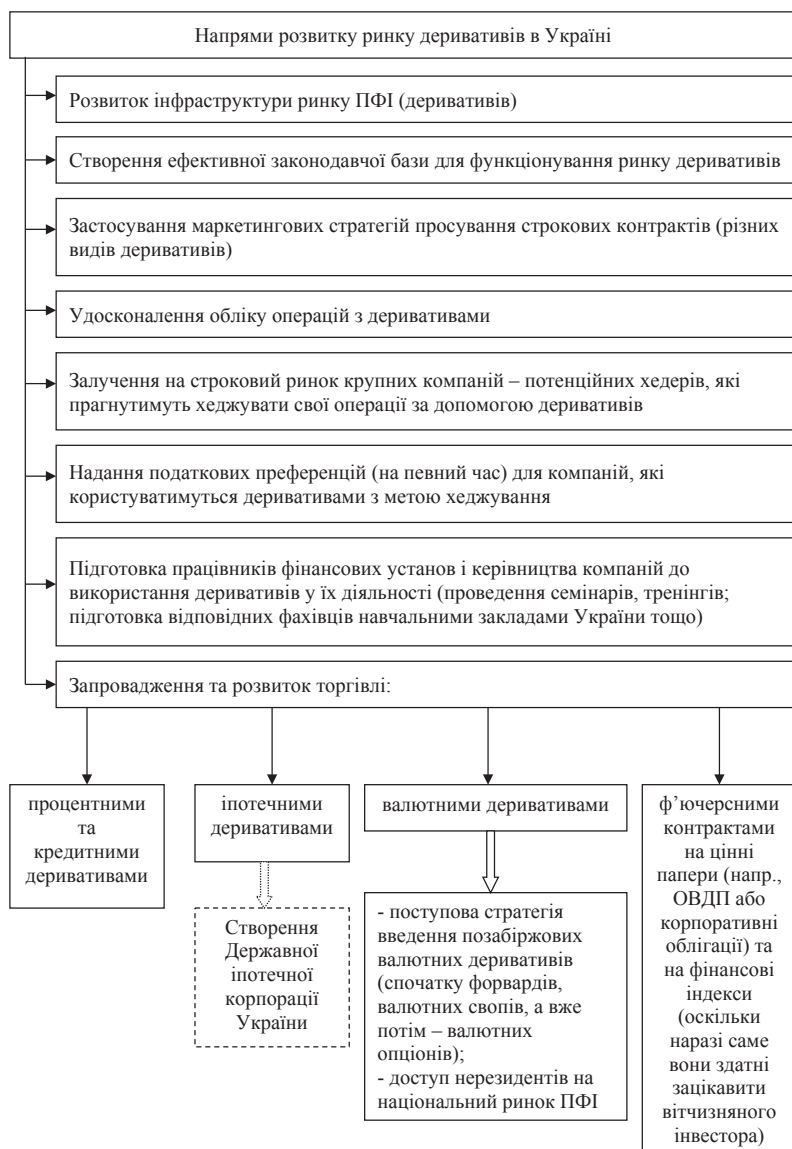 Напрями розвитку ринку деривативів в Україні
Розвиток інфраструктури ринку ПФІ (деривативів)
Створення ефективної законодавчої бази для функціонування ринку деривативів
Застосування маркетингових стратегій просування строкових контрактів (різних
видів деривативів)
Удосконалення обліку операцій з деривативами
Залучення на строковий ринок крупних компаній – потенційних хедерів, які
прагнутимуть хеджувати свої операції за допомогою деривативів
Надання податкових преференцій (на певний час) для компаній, які
користуватимуться деривативами з метою хеджування
Підготовка працівників фінансових установ і керівництва компаній до
використання деривативів у їх діяльності (проведення семінарів, тренінгів;
підготовка відповідних фахівців навчальними закладами України тощо)
Запровадження та розвиток торгівлі:
процентними
та
кредитними
деривативами
іпотечними
деривативами
Створення
Державної
іпотечної
корпорації
України
валютними деривативами
- поступова стратегія
введення позабіржових
валютних деривативів
(спочатку форвардів,
валютних свопів, а вже
потім – валютних
опціонів);
- доступ нерезидентів на
національний ринок ПФІ
ф’ючерсними
контрактами
на цінні
папери (напр.,
ОВДП або
корпоративні
облігації) та
на фінансові
індекси
(оскільки
наразі саме
вони здатні
зацікавити
вітчизняного
інвестора)